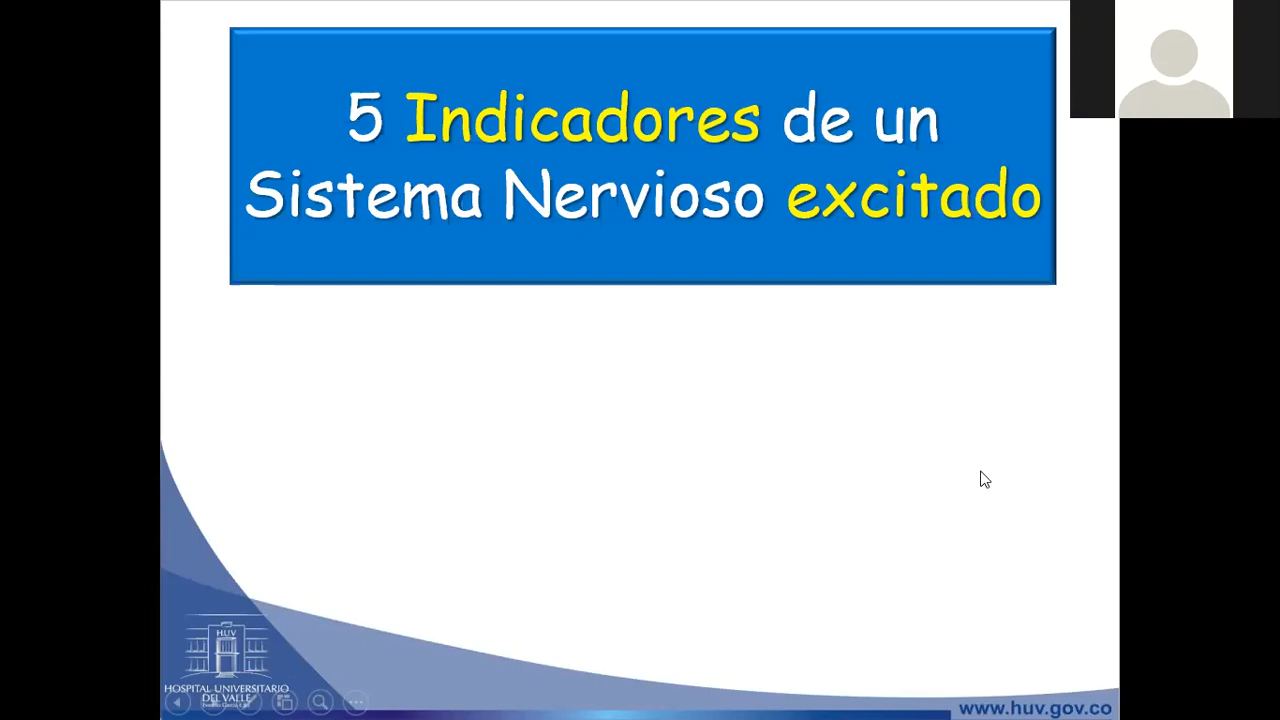 5 Indicadores de un
Sistema Nervioso excitado
HUV
HOSPITAL UNIVERSITARIO
DEL VALLE
www.huv.gov.co